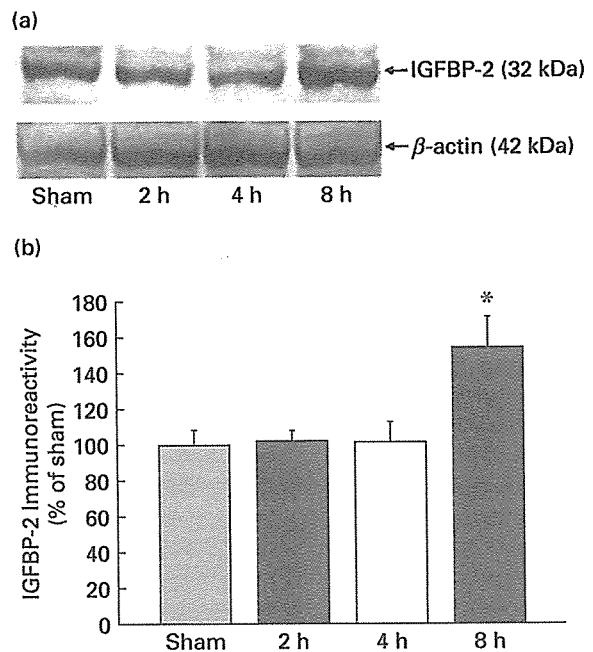 (a)
IGFBP-2 (32 kDa)
β-actin (42 kDa)
Sham 2 h 4 h 8 h
(b)
180
160
140
120
100
80
60
40
20
0
IGFBP-2 Immunoreactivity
(% of sham)
*
Sham 2 h 4 h 8 h